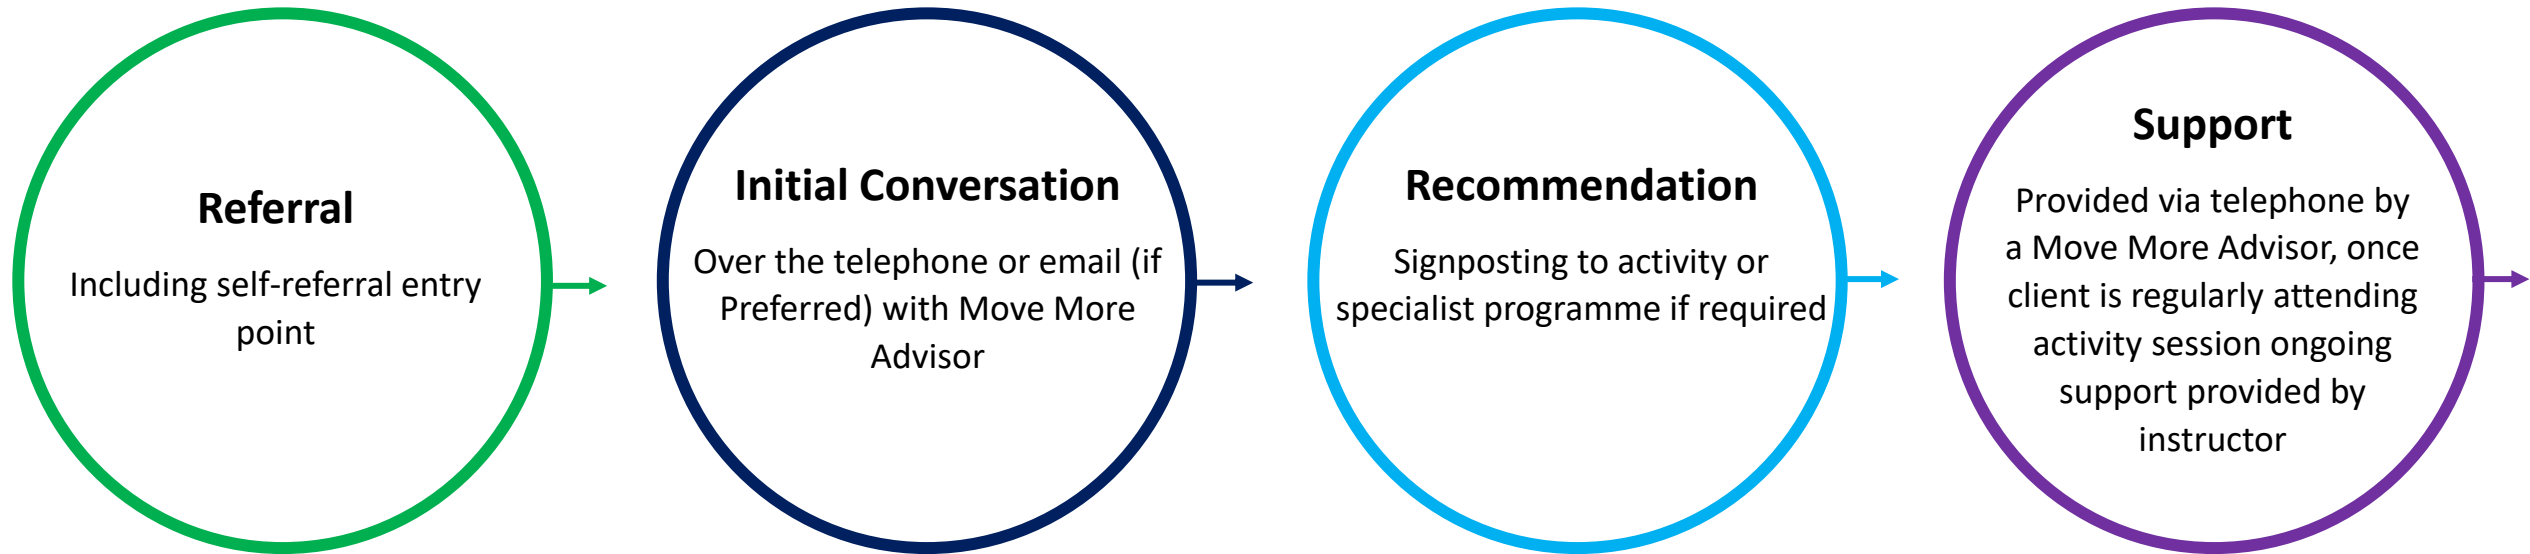 Referral
Including self-referral entry
point
Initial Conversation
Over the telephone or email (if
Preferred) with Move More
Advisor
Recommendation
Signposting to activity or
specialist programme if required
Support
Provided via telephone by
a Move More Advisor, once
client is regularly attending
activity session ongoing
support provided by
instructor